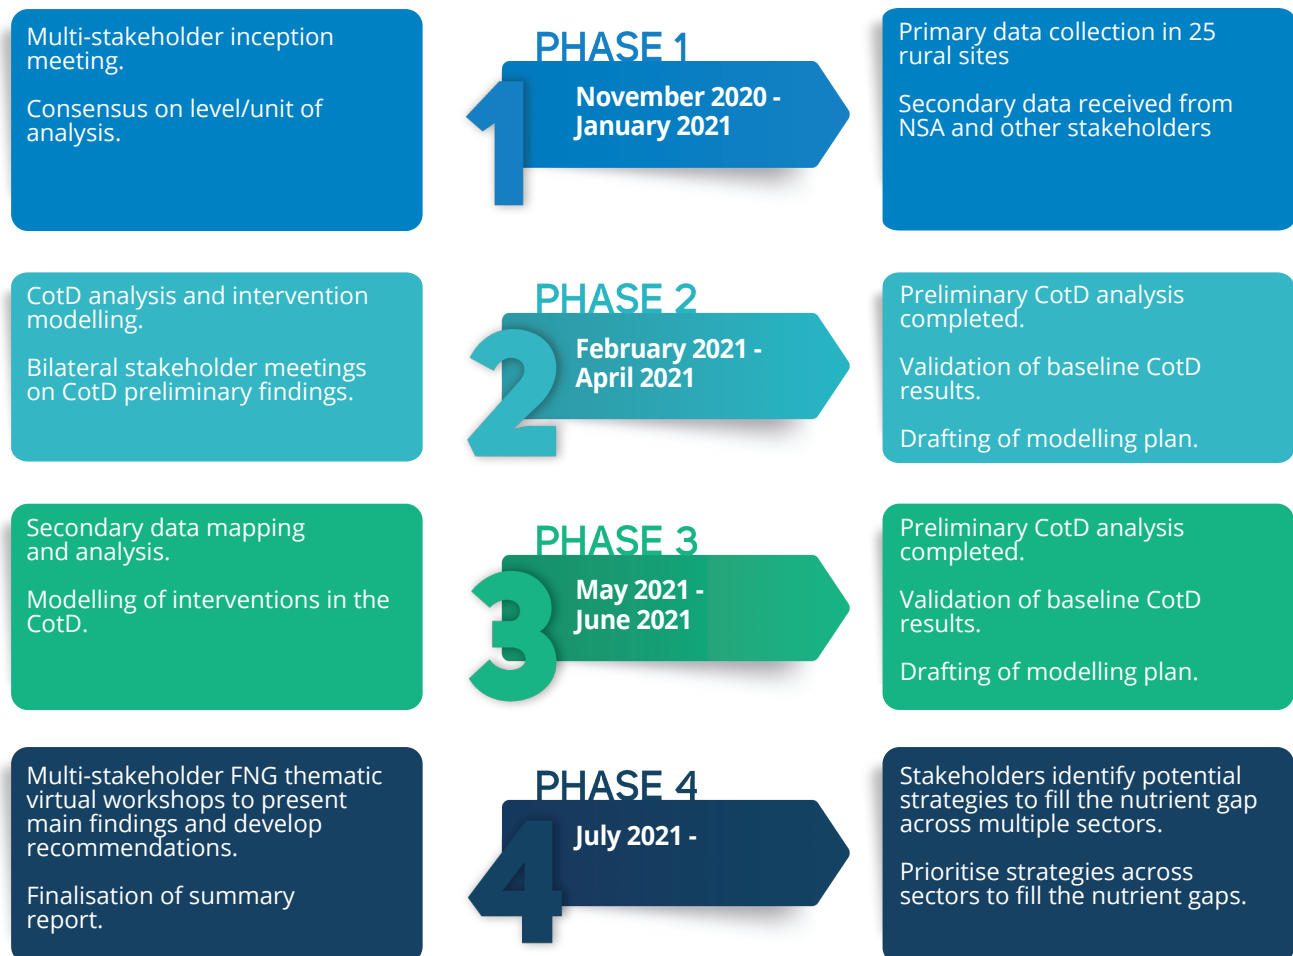 Multi-stakeholder inception
meeting.
Consensus on level/unit of
analysis.
PHASE 1
1
November 2020 -
January 2021
Primary data collection in 25
rural sites
Secondary data received from
NSA and other stakeholders
CotD analysis and intervention
modelling.
Bilateral stakeholder meetings
on CotD preliminary findings.
PHASE 2
2
February 2021 -
April 2021
Preliminary CotD analysis
completed.
Validation of baseline CotD
results.
Drafting of modelling plan.
Secondary data mapping
and analysis.
Modelling of interventions in the
CotD.
PHASE 3
3
May 2021 -
June 2021
Preliminary CotD analysis
completed.
Validation of baseline CotD
results.
Drafting of modelling plan.
Multi-stakeholder FNG thematic
virtual workshops to present
main findings and develop
recommendations.
Finalisation of summary
report.
PHASE 4
4
July 2021 -
Stakeholders identify potential
strategies to fill the nutrient gap
across multiple sectors.
Prioritise strategies across
sectors to fill the nutrient gaps.